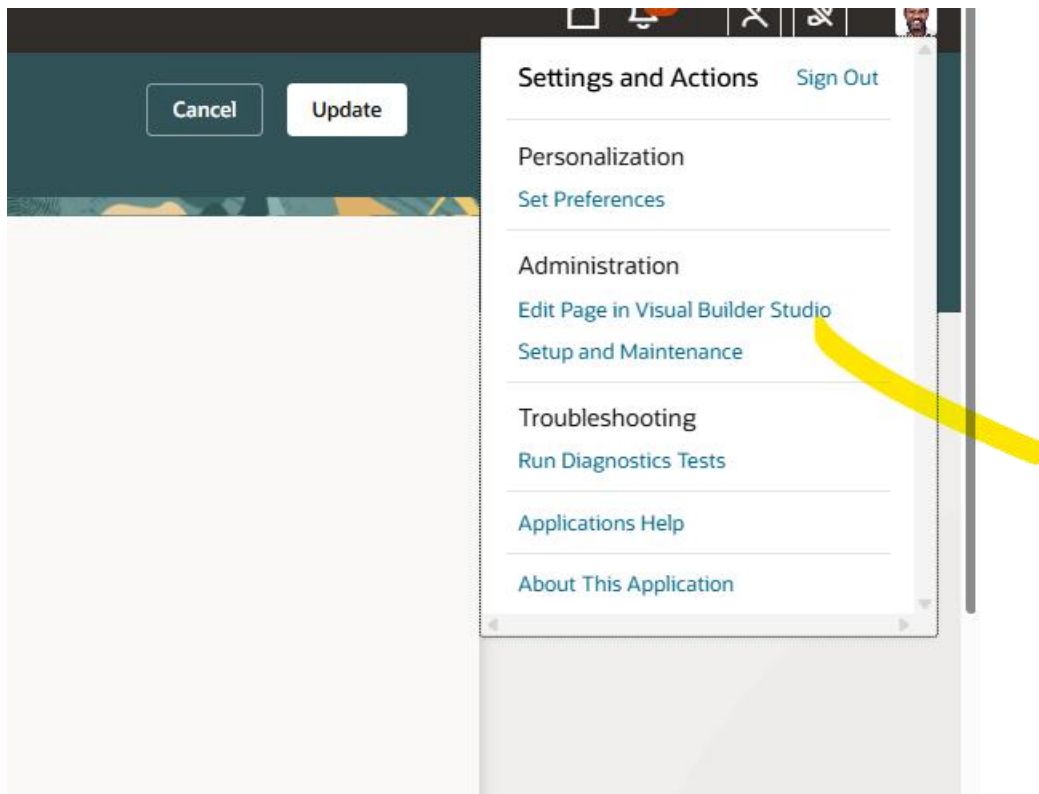 Settings and Actions Sign Out
Cancel Update
Personalization
Set Preferences
Administration
Edit Page in Visual Builder Studio
Setup and Maintenance
Troubleshooting
Run Diagnostics Tests
Applications Help
About This Application